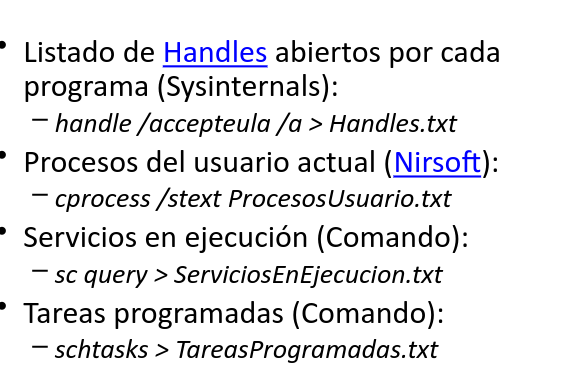 • Listado de Handles abiertos por cada
programa (Sysinternals):
– handle /accepteula /a > Handles.txt
• Procesos del usuario actual (Nirsoft):
– cprocess /stext ProcesosUsuario.txt
• Servicios en ejecución (Comando):
– sc query > ServiciosEnEjecucion.txt
• Tareas programadas (Comando):
– schtasks > TareasProgramadas.txt